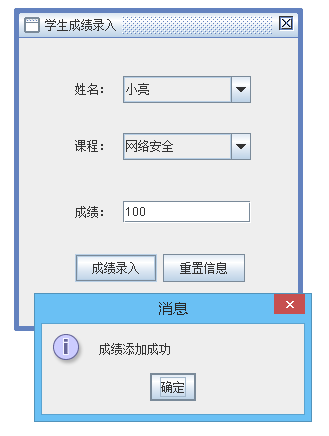 学生成绩录入
姓名： 小亮
课程： 网络安全
成绩： 100
成绩录入 重置信息
消息
成绩添加成功
确定